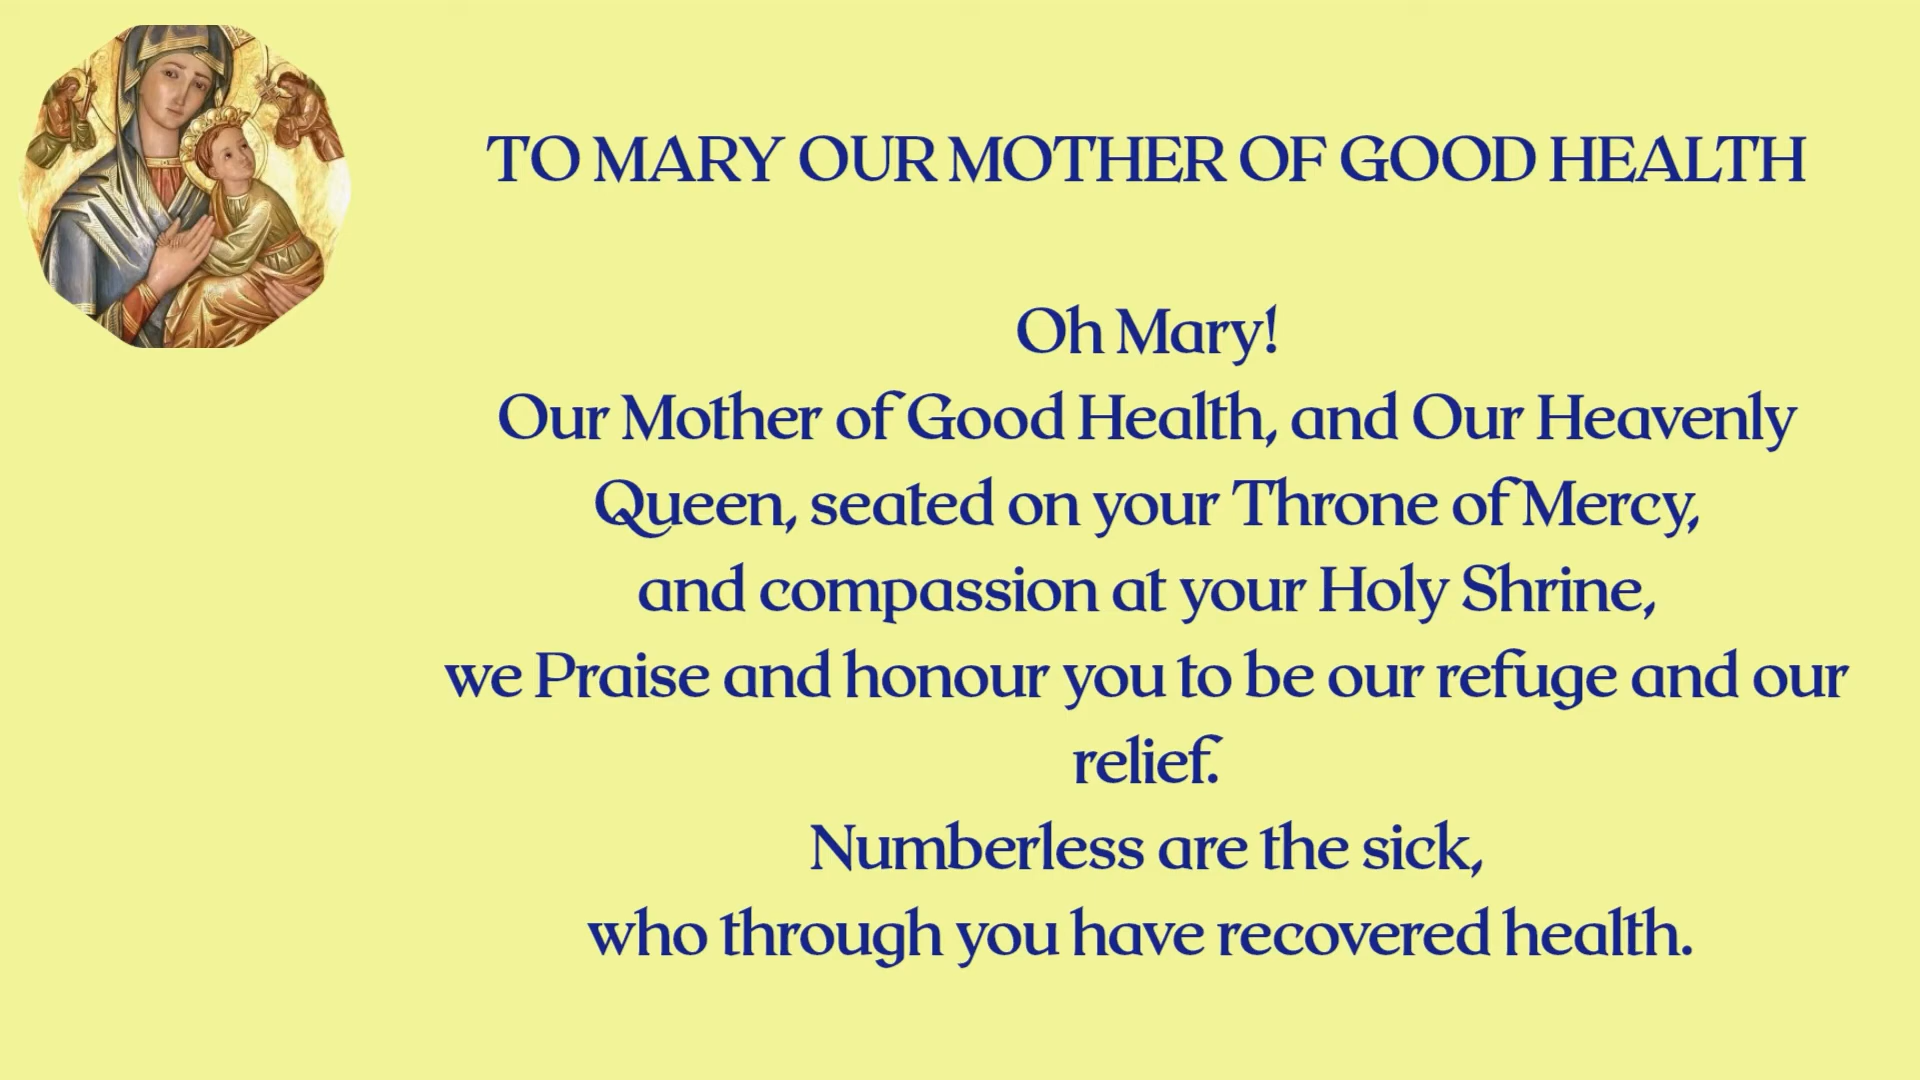 TO MARY OUR MOTHER OF GOOD HEALTH
Oh Mary!
Our Mother of Good Health, and Our Heavenly
Queen, seated on your Throne of Mercy,
and compassion at your Holy Shrine,
we Praise and honour you to be our refuge and our
relief.
Numberless are the sick,
who through you have recovered health.